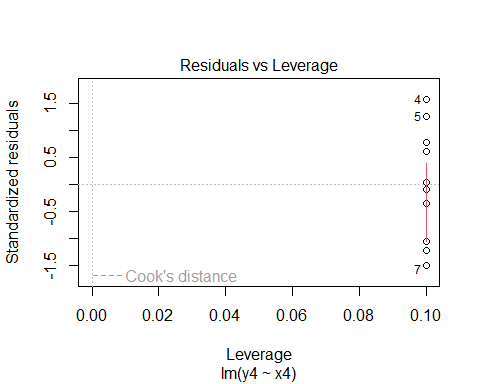 Residuals vs Leverage
Standardized residuals
1.5
0.5
-0.5
-1.5
4
5
7
Cook's distance
0.00 0.02 0.04 0.06 0.08 0.10
Leverage
lm(y4 ~ x4)